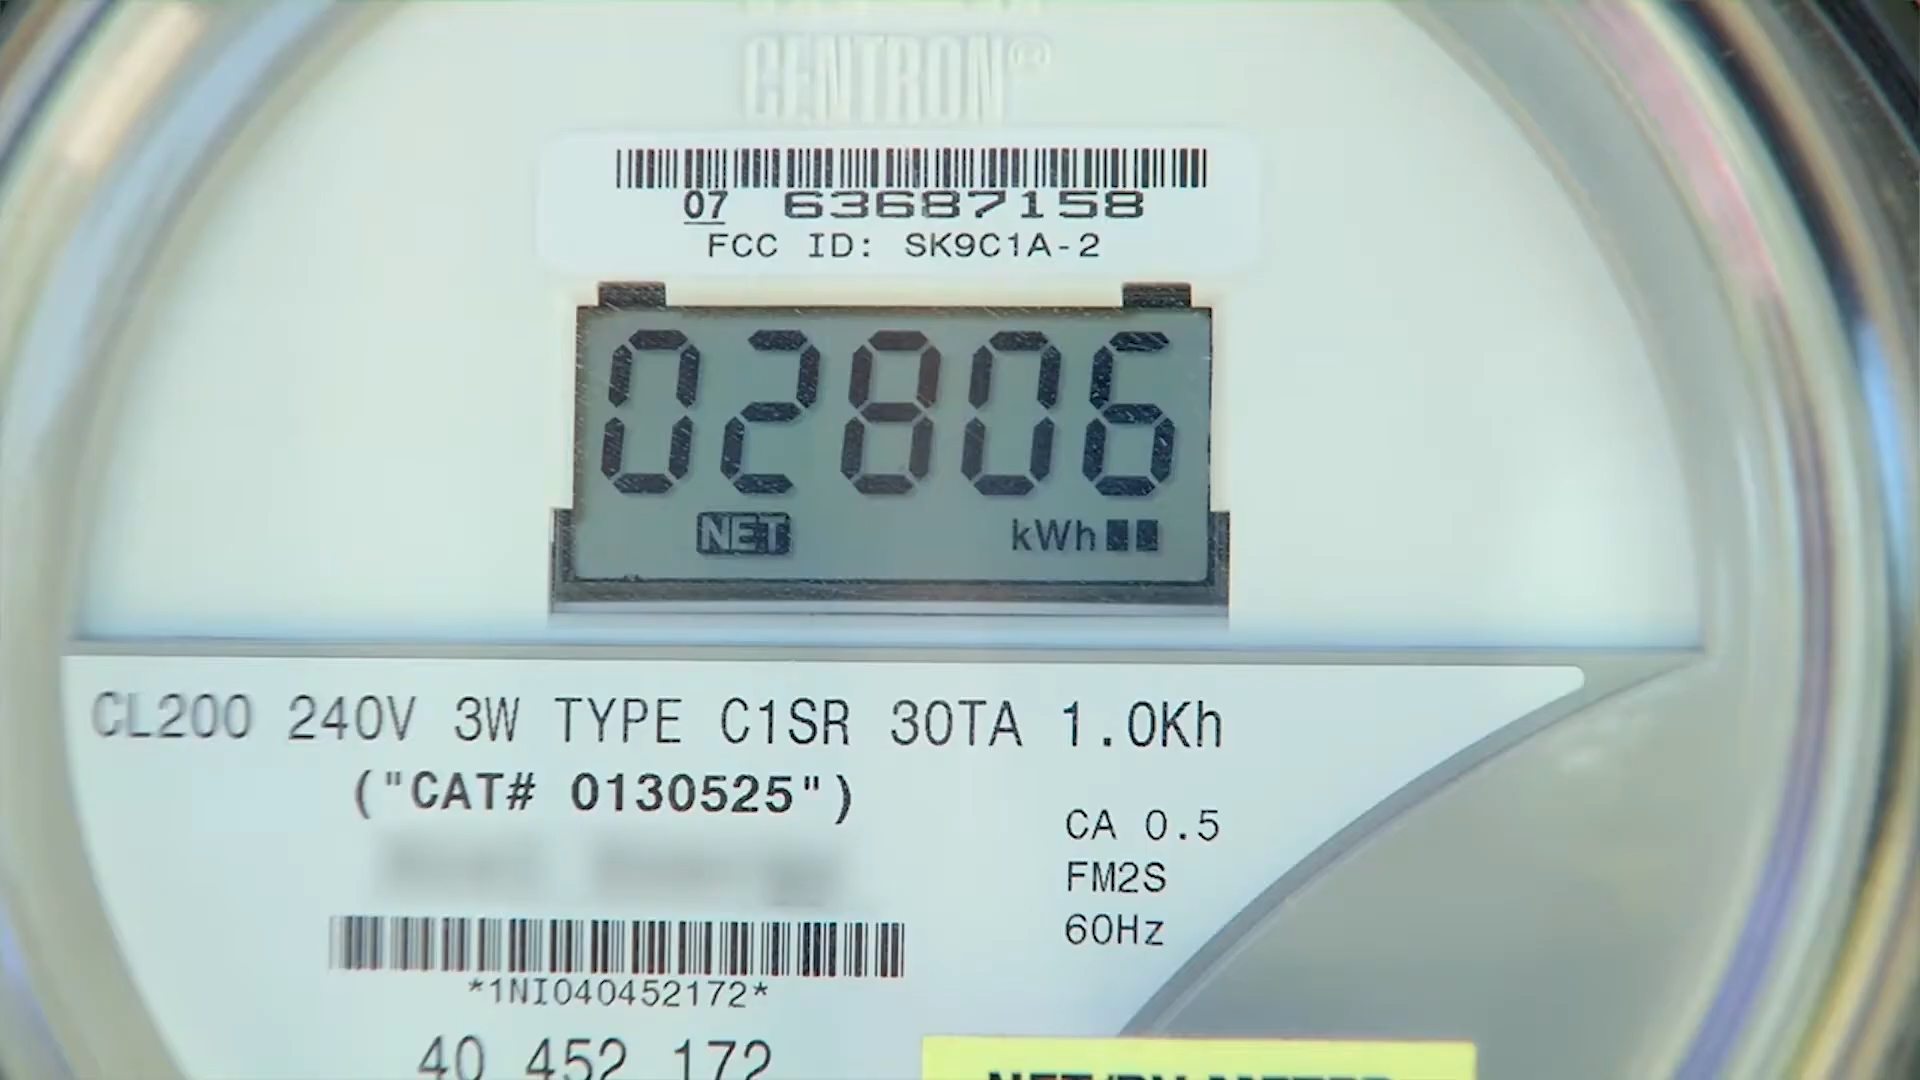 CENTRON®
07 63687158
FCC ID: SK9C1A-2
02806
NET kWh
CL200 240V 3W TYPE C1SR 30TA 1.0Kh
("CAT# 0130525")
CA 0.5
FM2S
60Hz
*1NI040452172*
40 452 172